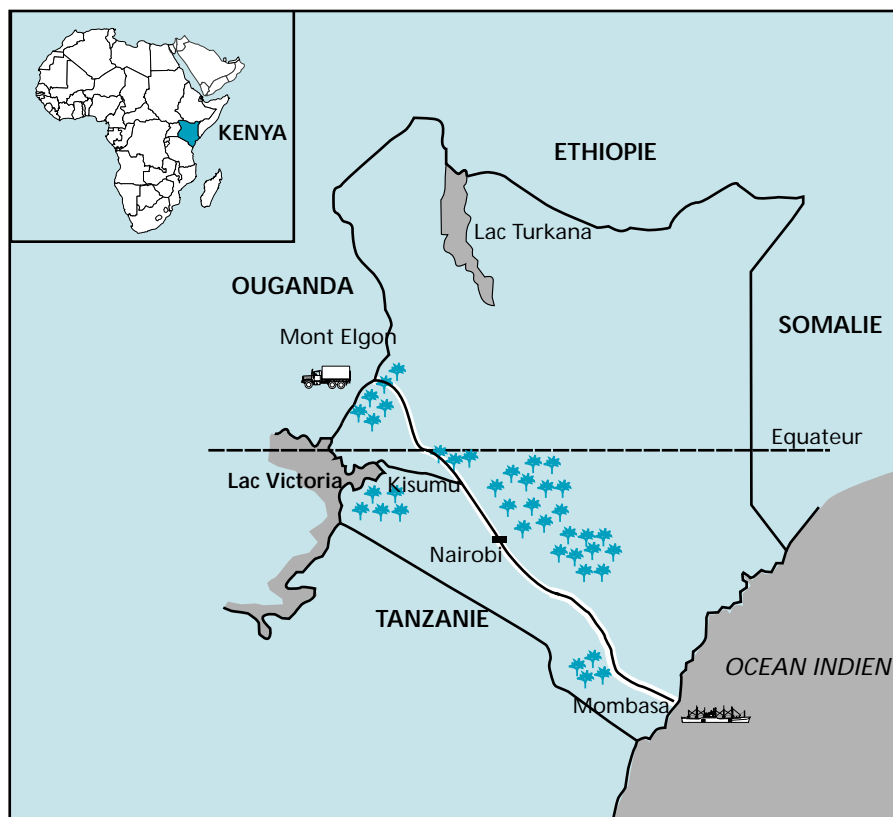 KENYA
ETHIOPIE
Lac Turkana
OUGANDA
SOMALIE
Mont Elgon
Equateur
Lac Victoria
Kisumu
Nairobi
TANZANIE
OCEAN INDIEN
Mombasa